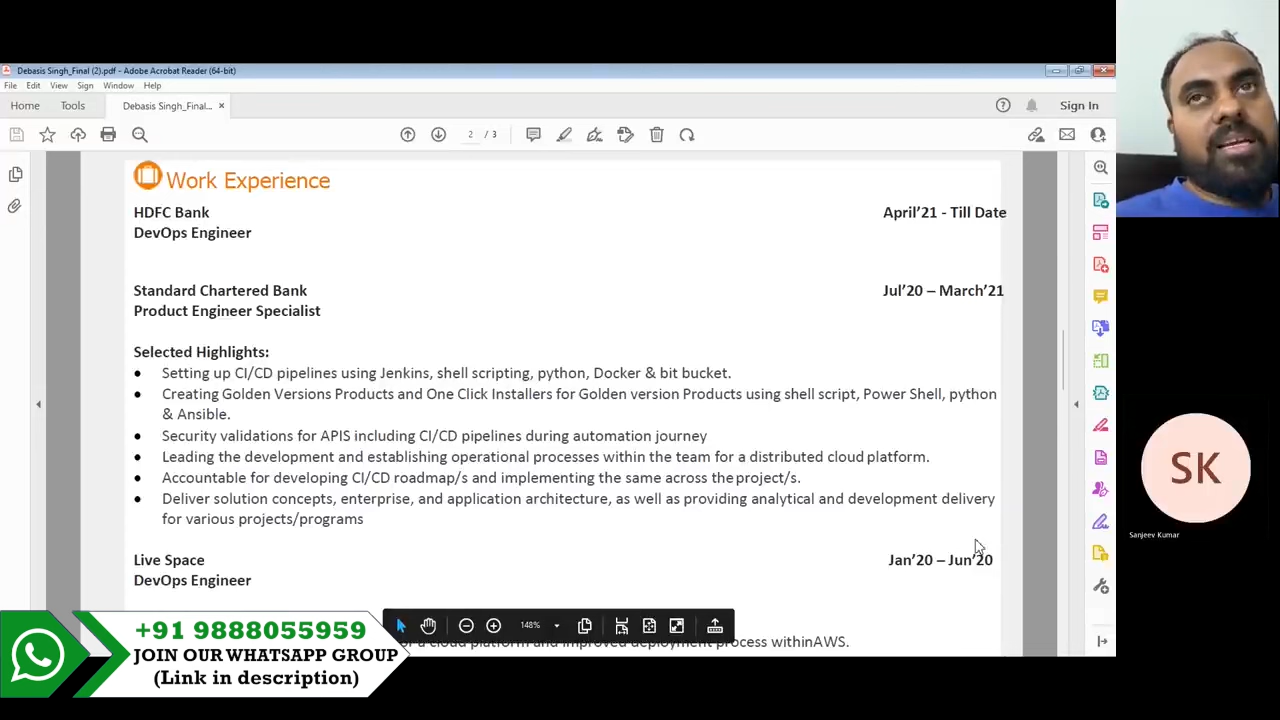 Debasis Singh_Final (2).pdf - Adobe Acrobat Reader (64-bit)
File Edit View Sign Window Help
Home Tools Debasis Singh_Final... × Sign In
2 / 3
Work Experience
HDFC Bank April’21 - Till Date
DevOps Engineer
Standard Chartered Bank Jul’20 – March’21
Product Engineer Specialist
Selected Highlights:
• Setting up CI/CD pipelines using Jenkins, shell scripting, python, Docker & bit bucket.
• Creating Golden Versions Products and One Click Installers for Golden version Products using shell script, Power Shell, python
& Ansible.
• Security validations for APIS including CI/CD pipelines during automation journey
• Leading the development and establishing operational processes within the team for a distributed cloud platform.
• Accountable for developing CI/CD roadmap/s and implementing the same across the project/s.
• Deliver solution concepts, enterprise, and application architecture, as well as providing analytical and development delivery
for various projects/programs
SK
Sanjeev Kumar
Live Space Jan’20 – Jun’20
DevOps Engineer
148%
a cloud platform and improved deployment process withinAWS.
+91 9888055959
JOIN OUR WHATSAPP GROUP
(Link in description)